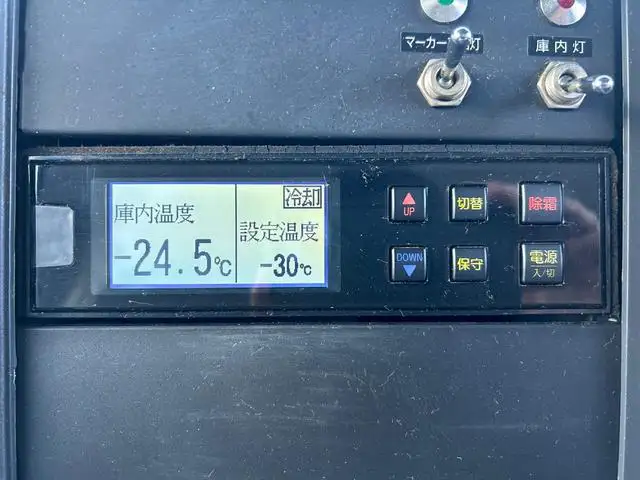 マーカー 灯
庫内灯
冷却
庫内温度
-24.5℃
設定温度
-30℃
UP
切替
除霜
DOWN
保守
電源
入/切